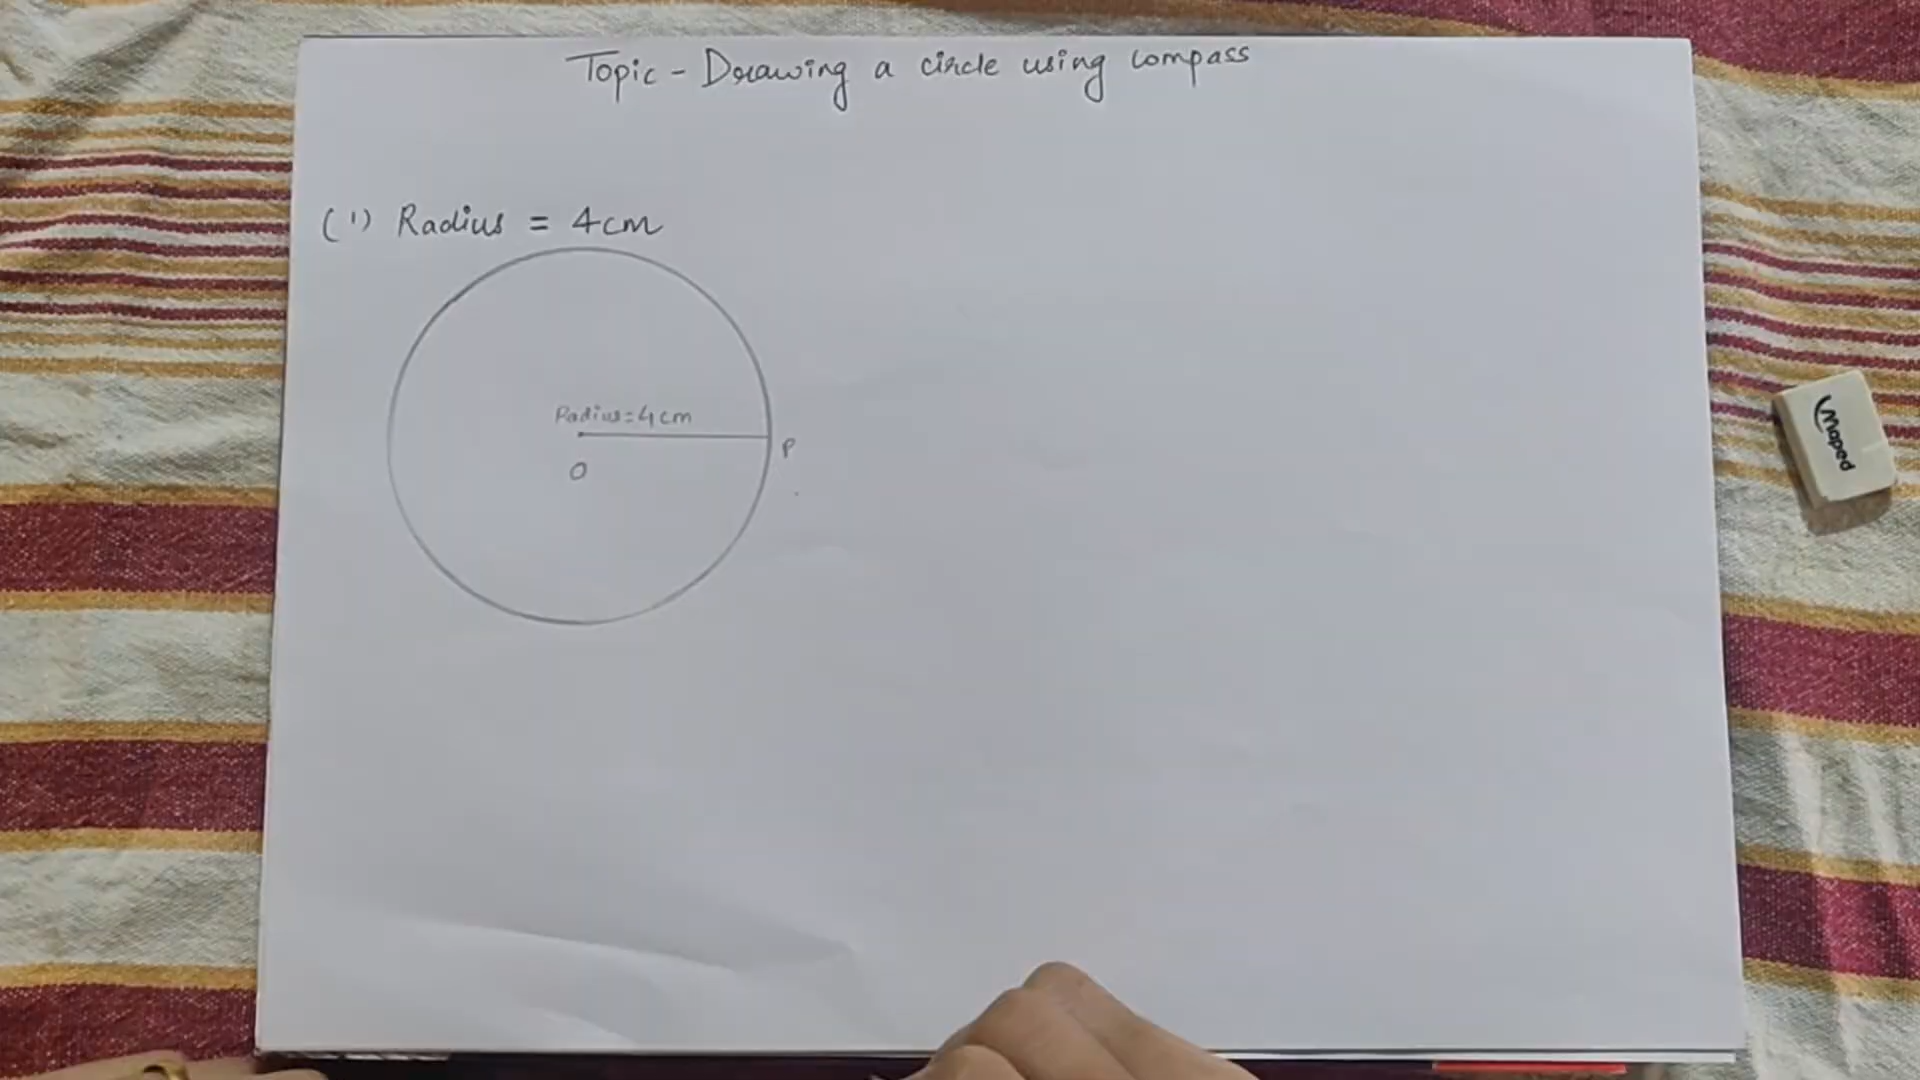 Topic - Drawing a circle using compass
(1) Radius = 4cm
Radius = 4cm
P
O
Maped